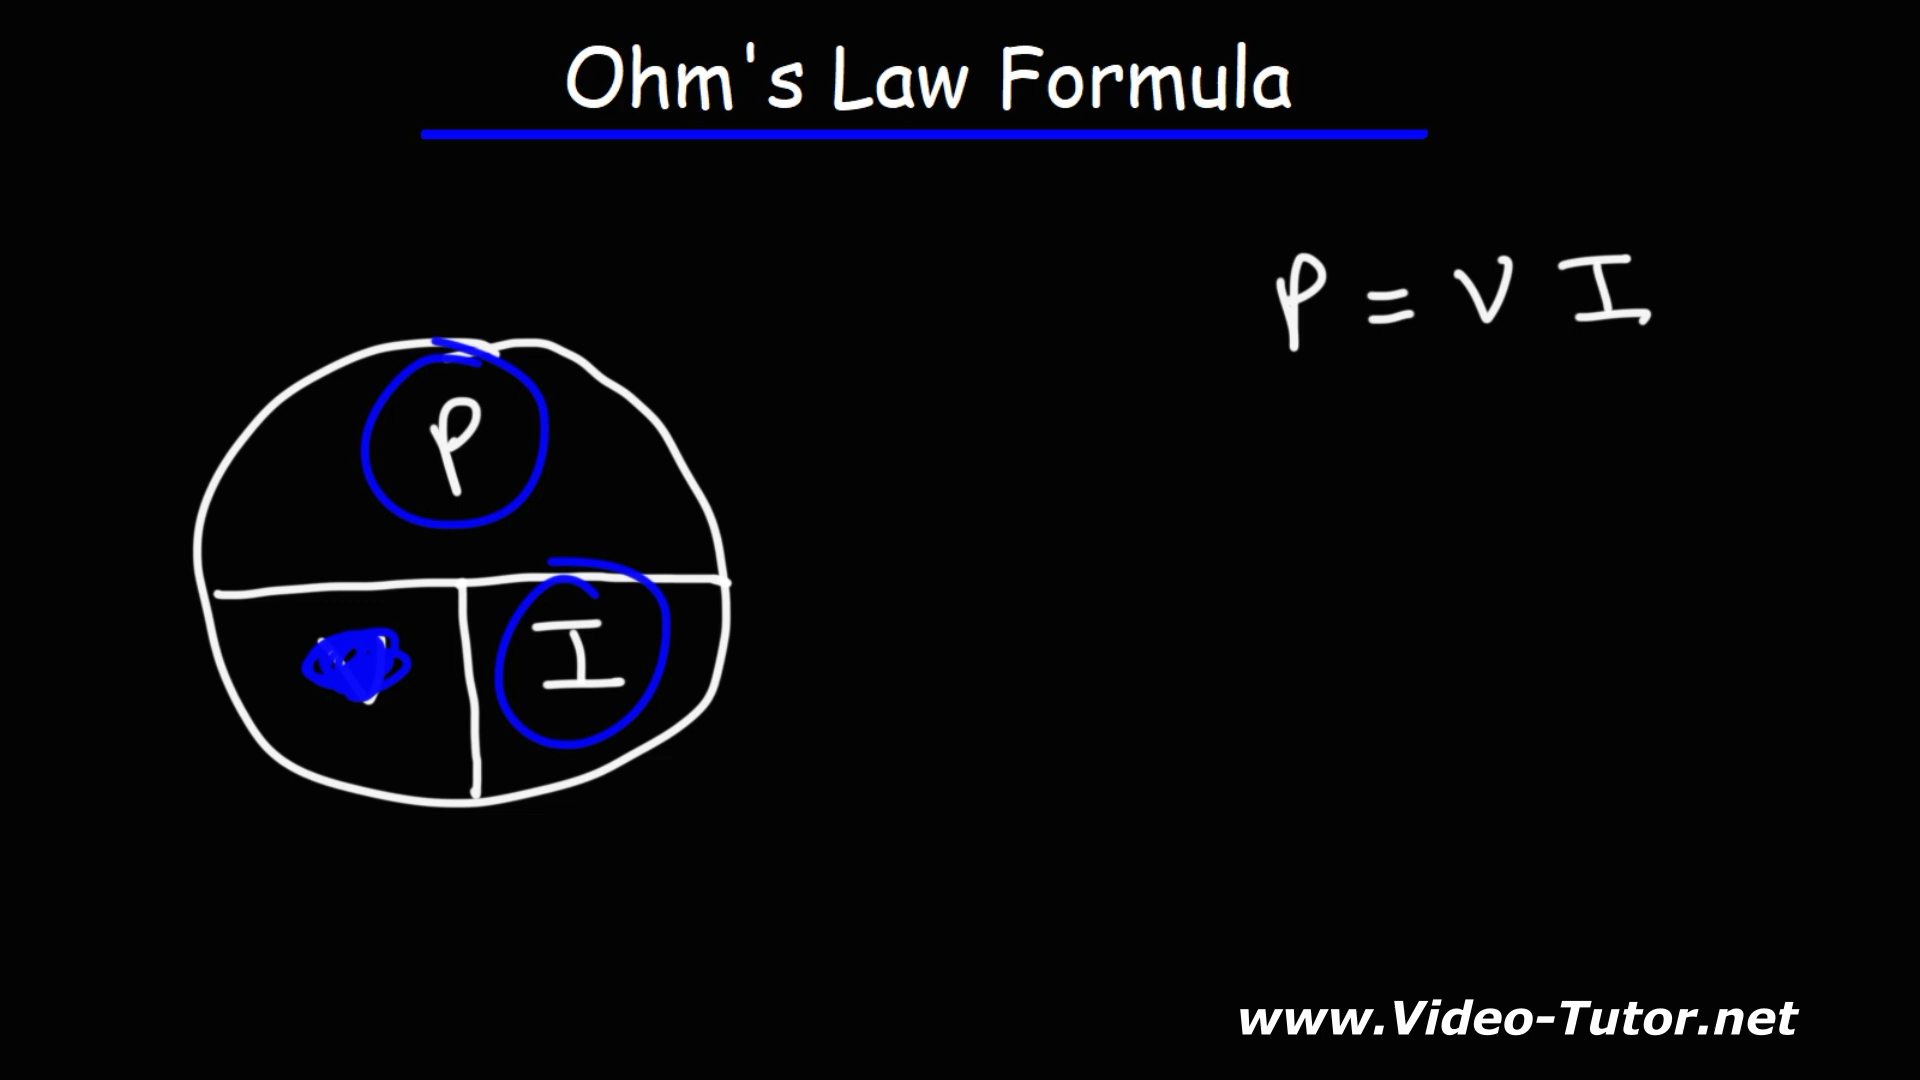 Ohm's Law Formula
P = V I
P
I
www.Video-Tutor.net